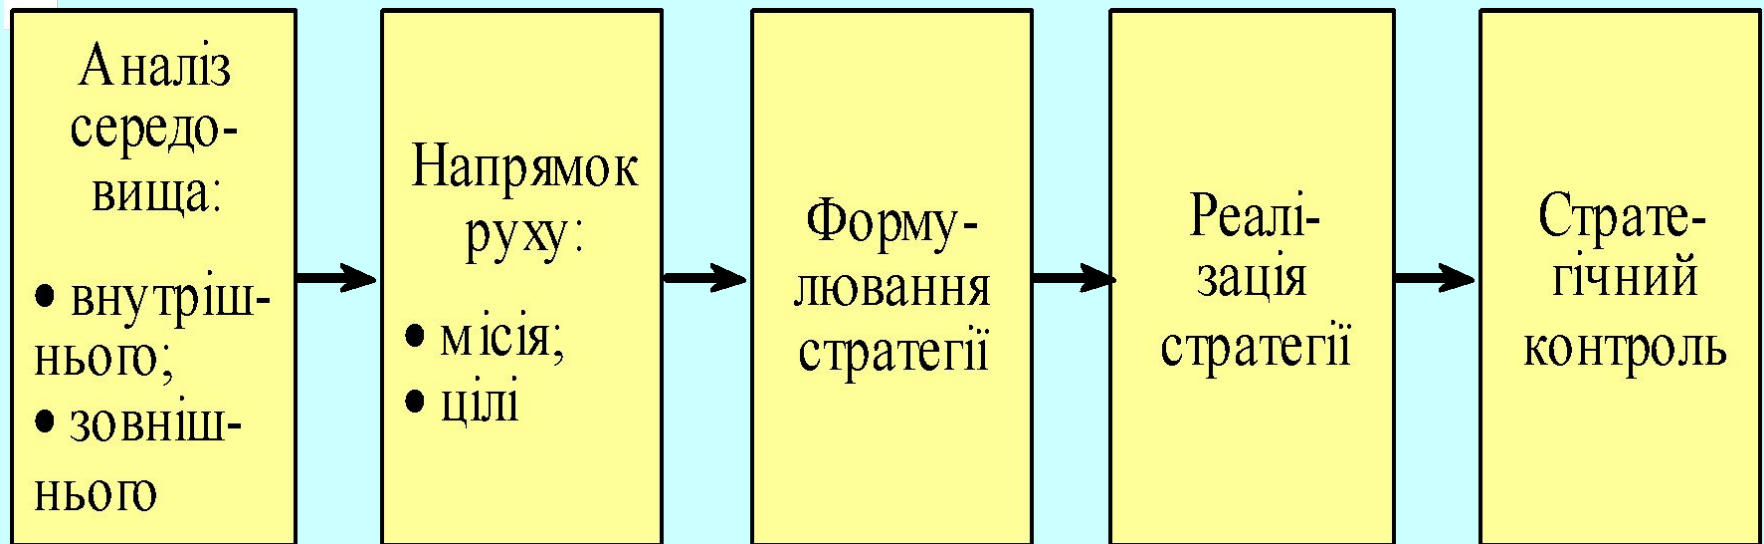 Аналіз
середо-
вища:
• внутріш-
нього;
• зовніш-
нього
Напрямок
руху:
• місія;
• цілі
Форму-
лювання
стратегії
Реалі-
зація
стратегії
Страте-
гічний
контроль